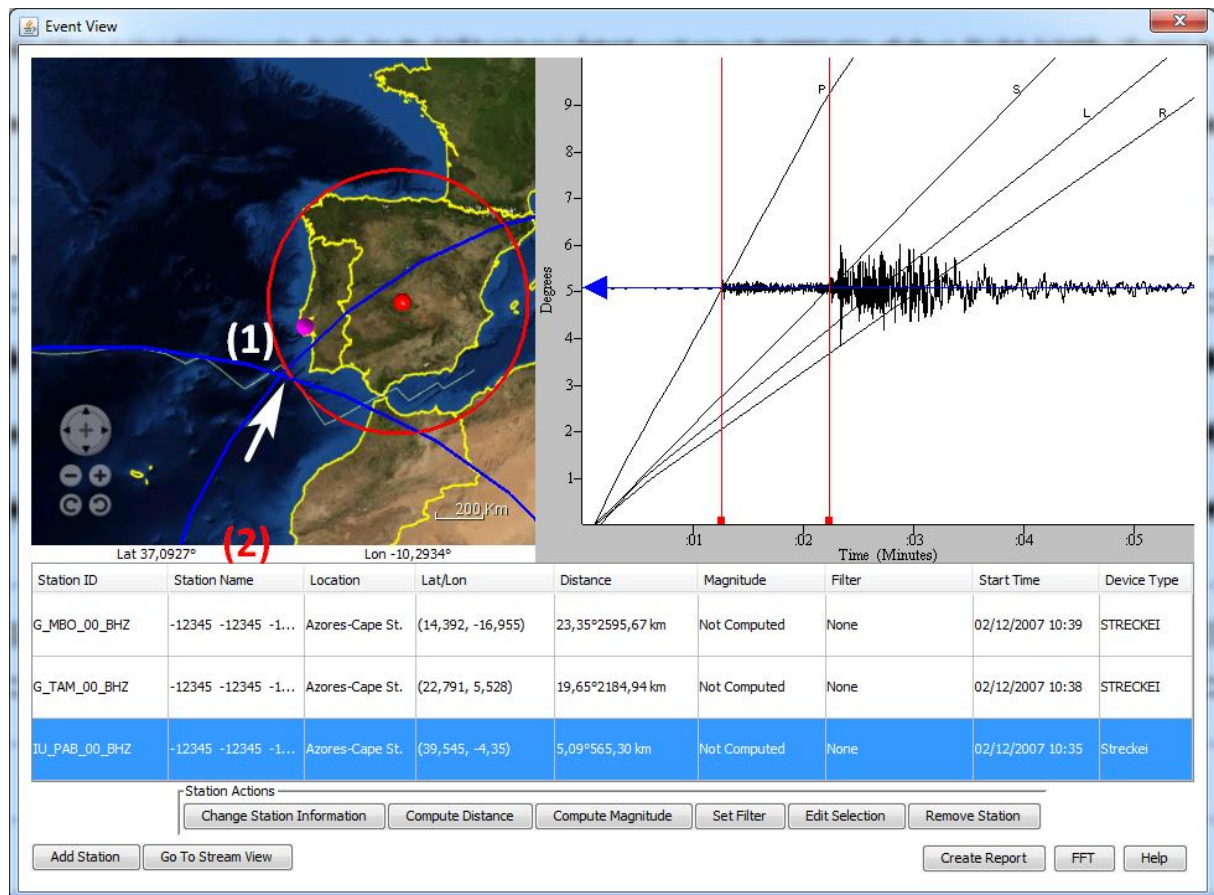 Event View
(1)
(2)
200 Km
Lat 37,0927°
Lon -10,2934°
P
S
L
R
9
8
7
6
5
4
3
2
1
Degrees
:01
:02
:03
:04
:05
Time (Minutes)
Station ID Station Name Location Lat/Lon Distance Magnitude Filter Start Time Device Type
G_MBO_00_BHZ -12345 -12345 -1... Azores-Cape St. (14,392, -16,955) 23,35°2595,67 km Not Computed None 02/12/2007 10:39 STRECKEI
G_TAM_00_BHZ -12345 -12345 -1... Azores-Cape St. (22,791, 5,528) 19,65°2184,94 km Not Computed None 02/12/2007 10:38 STRECKEI
IU_PAB_00_BHZ -12345 -12345 -1... Azores-Cape St. (39,545, -4,35) 5,09°565,30 km Not Computed None 02/12/2007 10:35 Streckei
Station Actions
Change Station Information Compute Distance Compute Magnitude Set Filter Edit Selection Remove Station
Add Station Go To Stream View Create Report FFT Help